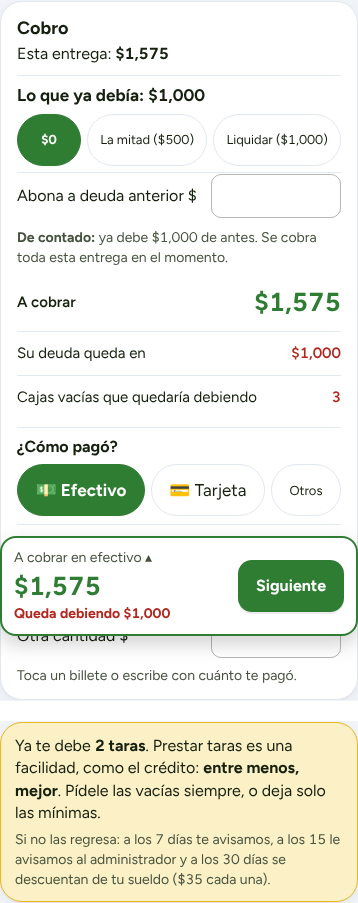 Cobro
Esta entrega: $1,575
Lo que ya debía: $1,000
$0
La mitad ($500)
Liquidar ($1,000)
Abona a deuda anterior $
De contado: ya debe $1,000 de antes. Se cobra
toda esta entrega en el momento.
A cobrar
$1,575
Su deuda queda en
$1,000
Cajas vacías que quedaría debiendo
3
¿Cómo pagó?
💵 Efectivo
💳 Tarjeta
Otros
A cobrar en efectivo ▴
$1,575
Queda debiendo $1,000
Siguiente
Otra cantidad $
Toca un billete o escribe con cuánto te pagó.
Ya te debe 2 taras. Prestar taras es una
facilidad, como el crédito: entre menos,
mejor. Pídele las vacías siempre, o deja solo
las mínimas.
Si no las regresa: a los 7 días te avisamos, a los 15 le
avisamos al administrador y a los 30 días se
descuentan de tu sueldo ($35 cada una).